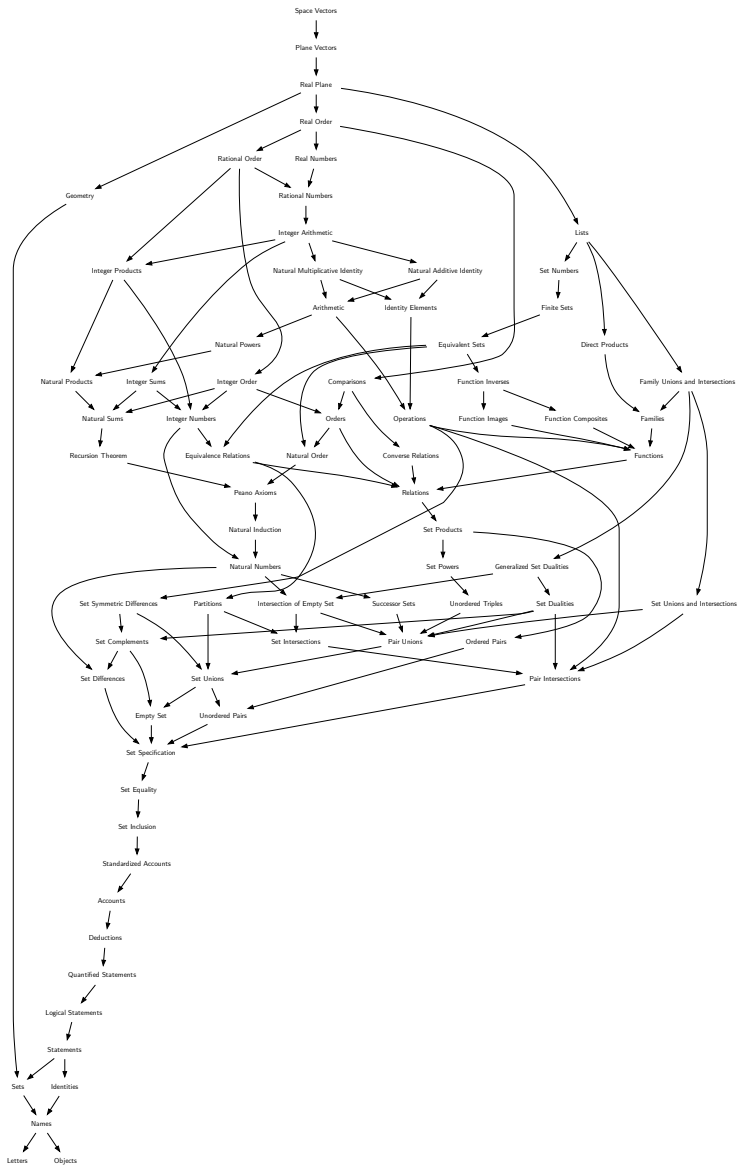 Space Vectors
Plane Vectors
Real Plane
Real Order
Rational Order
Real Numbers
Geometry
Rational Numbers
Integer Arithmetic
Lists
Integer Products
Natural Multiplicative Identity
Natural Additive Identity
Set Numbers
Arithmetic
Identity Elements
Finite Sets
Natural Powers
Equivalent Sets
Direct Products
Natural Products
Integer Sums
Integer Order
Comparisons
Function Inverses
Family Unions and Intersections
Natural Sums
Integer Numbers
Orders
Operations
Function Images
Function Composites
Families
Recursion Theorem
Equivalence Relations
Natural Order
Converse Relations
Functions
Peano Axioms
Relations
Natural Induction
Set Products
Natural Numbers
Set Powers
Generalized Set Dualities
Set Symmetric Differences
Partitions
Intersection of Empty Set
Successor Sets
Unordered Triples
Set Dualities
Set Unions and Intersections
Set Complements
Set Intersections
Pair Unions
Ordered Pairs
Set Differences
Set Unions
Pair Intersections
Empty Set
Unordered Pairs
Set Specification
Set Equality
Set Inclusion
Standardized Accounts
Accounts
Deductions
Quantified Statements
Logical Statements
Statements
Sets
Identities
Names
Letters
Objects